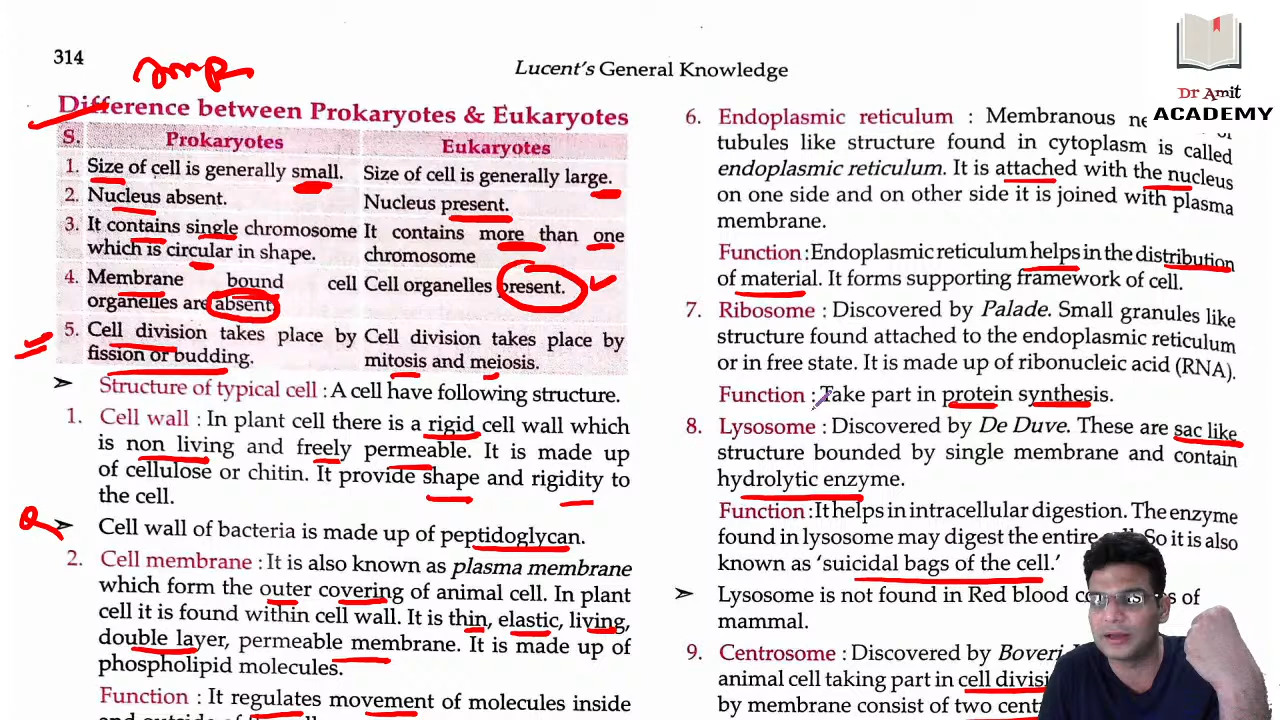 314
Lucent's General Knowledge
Dr Amit
ACADEMY
imp
Difference between Prokaryotes & Eukaryotes
S. Prokaryotes Eukaryotes
1. Size of cell is generally small. Size of cell is generally large.
2. Nucleus absent. Nucleus present.
3. It contains single chromosome It contains more than one
which is circular in shape. chromosome
4. Membrane bound cell Cell organelles present.
organelles are absent
5. Cell division takes place by Cell division takes place by
fission or budding. mitosis and meiosis.
➤ Structure of typical cell : A cell have following structure.
1. Cell wall : In plant cell there is a rigid cell wall which
is non living and freely permeable. It is made up
of cellulose or chitin. It provide shape and rigidity to
the cell.
➤ Cell wall of bacteria is made up of peptidoglycan.
2. Cell membrane : It is also known as plasma membrane
which form the outer covering of animal cell. In plant
cell it is found within cell wall. It is thin, elastic, living,
double layer, permeable membrane. It is made up of
phospholipid molecules.
Function : It regulates movement of molecules inside
and outside of
6. Endoplasmic reticulum : Membranous
tubules like structure found in cytoplasm is called
endoplasmic reticulum. It is attached with the nucleus
on one side and on other side it is joined with plasma
membrane.
Function : Endoplasmic reticulum helps in the distribution
of material. It forms supporting framework of cell.
7. Ribosome : Discovered by Palade. Small granules like
structure found attached to the endoplasmic reticulum
or in free state. It is made up of ribonucleic acid (RNA).
Function : Take part in protein synthesis.
8. Lysosome : Discovered by De Duve. These are sac like
structure bounded by single membrane and contain
hydrolytic enzyme.
Function : It helps in intracellular digestion. The enzyme
found in lysosome may digest the entire So it is also
known as 'suicidal bags of the cell.'
➤ Lysosome is not found in Red blood of
mammal.
9. Centrosome : Discovered by Boveri
animal cell taking part in cell
by membrane consist of two